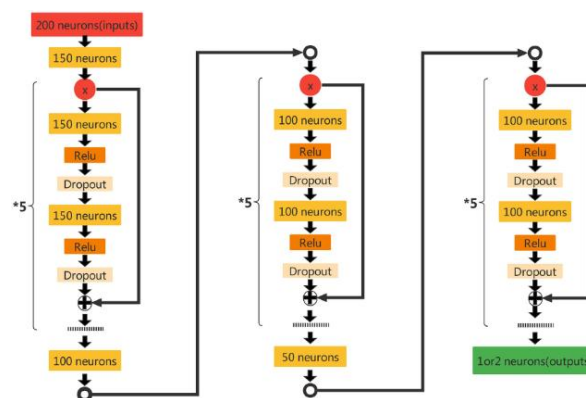 200 neurons(inputs)
150 neurons
x
150 neurons
Relu
Dropout
*5
150 neurons
Relu
Dropout
100 neurons
x
100 neurons
Relu
Dropout
*5
100 neurons
Relu
Dropout
50 neurons
x
100 neurons
Relu
Dropout
*5
100 neurons
Relu
Dropout
1or2 neurons(outputs